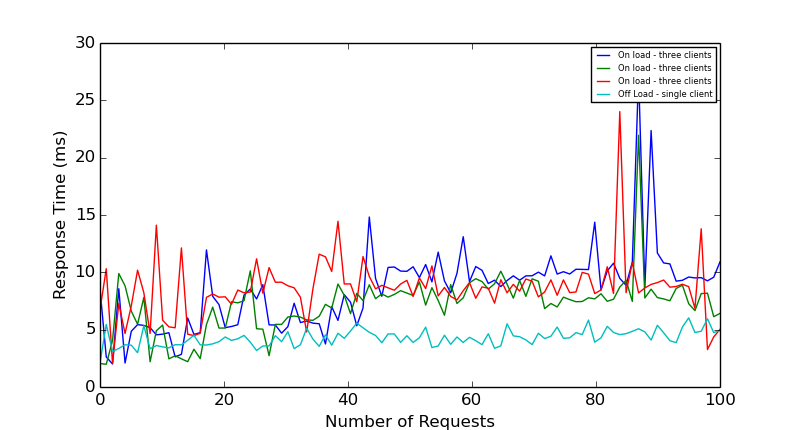 30
25
20
15
10
5
0
Response Time (ms)
On load - three clients
On load - three clients
On load - three clients
Off Load - single client
0 20 40 60 80 100
Number of Requests